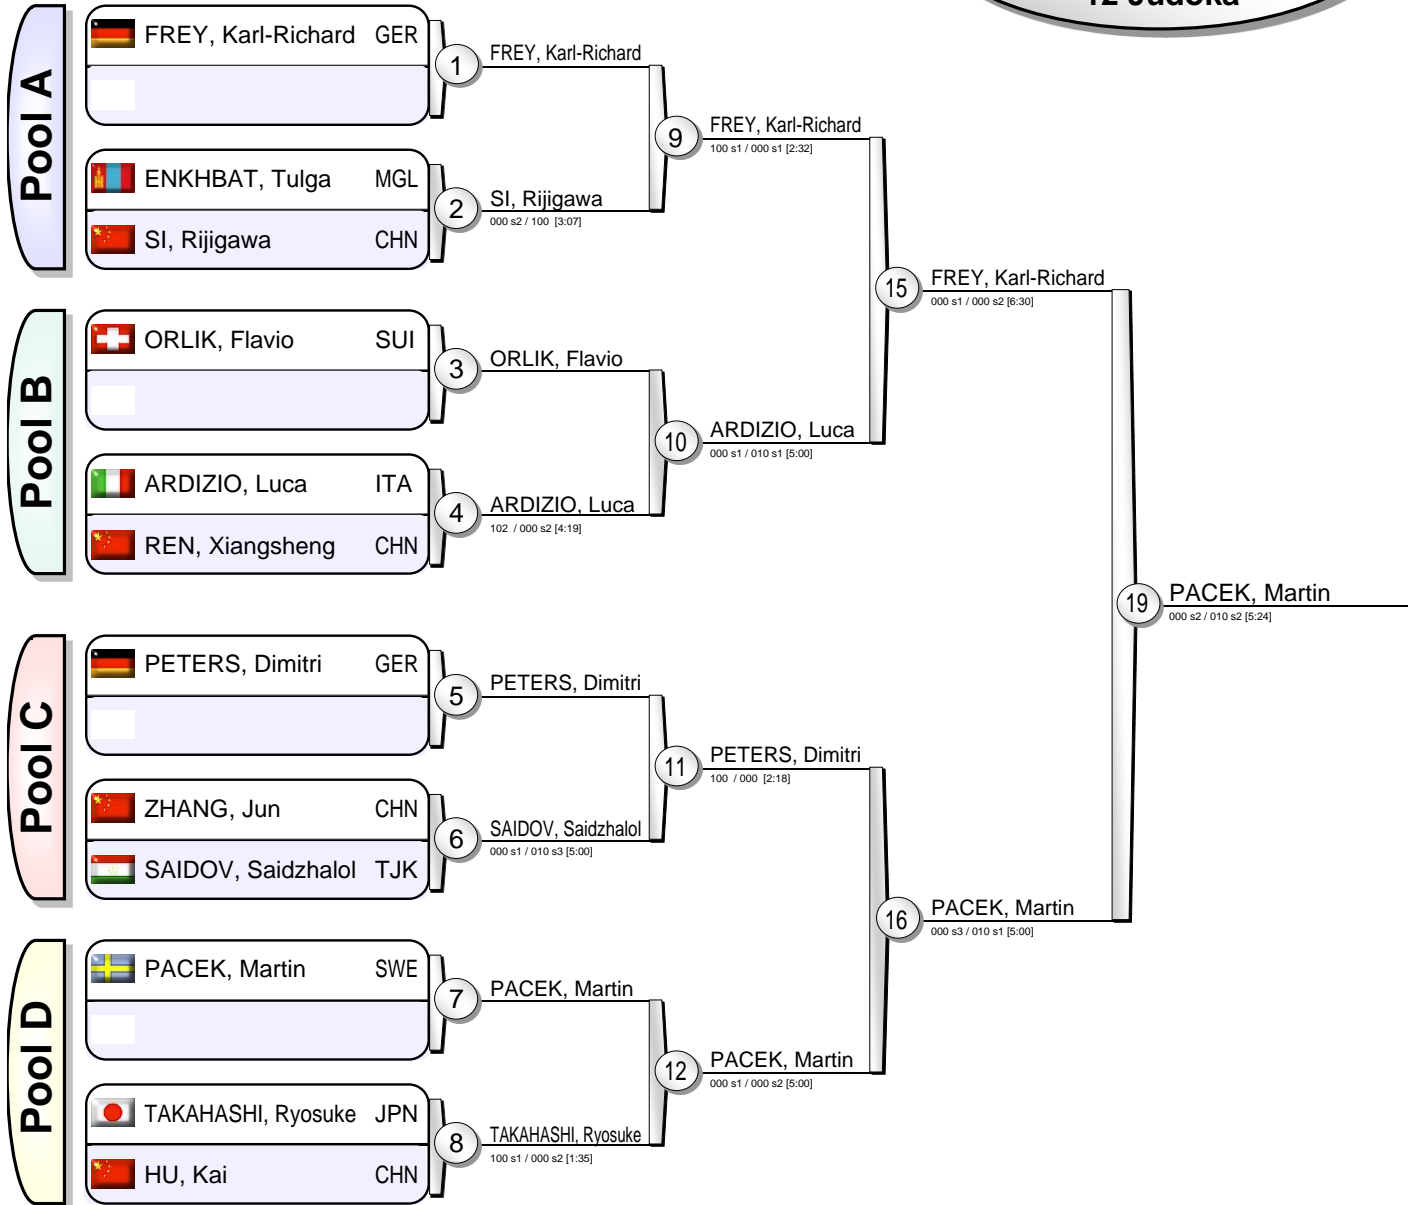 12 Judoka
Pool A
FREY, Karl-Richard GER
1
FREY, Karl-Richard
ENKHBAT, Tulga MGL
SI, Rijigawa CHN
2
SI, Rijigawa
000 s2 / 100 [3:07]
9
FREY, Karl-Richard
100 s1 / 000 s1 [2:32]
Pool B
ORLIK, Flavio SUI
3
ORLIK, Flavio
ARDIZIO, Luca ITA
REN, Xiangsheng CHN
4
ARDIZIO, Luca
102 / 000 s2 [4:19]
10
ARDIZIO, Luca
000 s1 / 010 s1 [5:00]
15
FREY, Karl-Richard
000 s1 / 000 s2 [6:30]
Pool C
PETERS, Dimitri GER
5
PETERS, Dimitri
ZHANG, Jun CHN
SAIDOV, Saidzhalol TJK
6
SAIDOV, Saidzhalol
000 s1 / 010 s3 [5:00]
11
PETERS, Dimitri
100 / 000 [2:18]
Pool D
PACEK, Martin SWE
7
PACEK, Martin
TAKAHASHI, Ryosuke JPN
HU, Kai CHN
8
TAKAHASHI, Ryosuke
100 s1 / 000 s2 [1:35]
12
PACEK, Martin
000 s1 / 000 s2 [5:00]
16
PACEK, Martin
000 s3 / 010 s1 [5:00]
19
PACEK, Martin
000 s2 / 010 s2 [5:24]